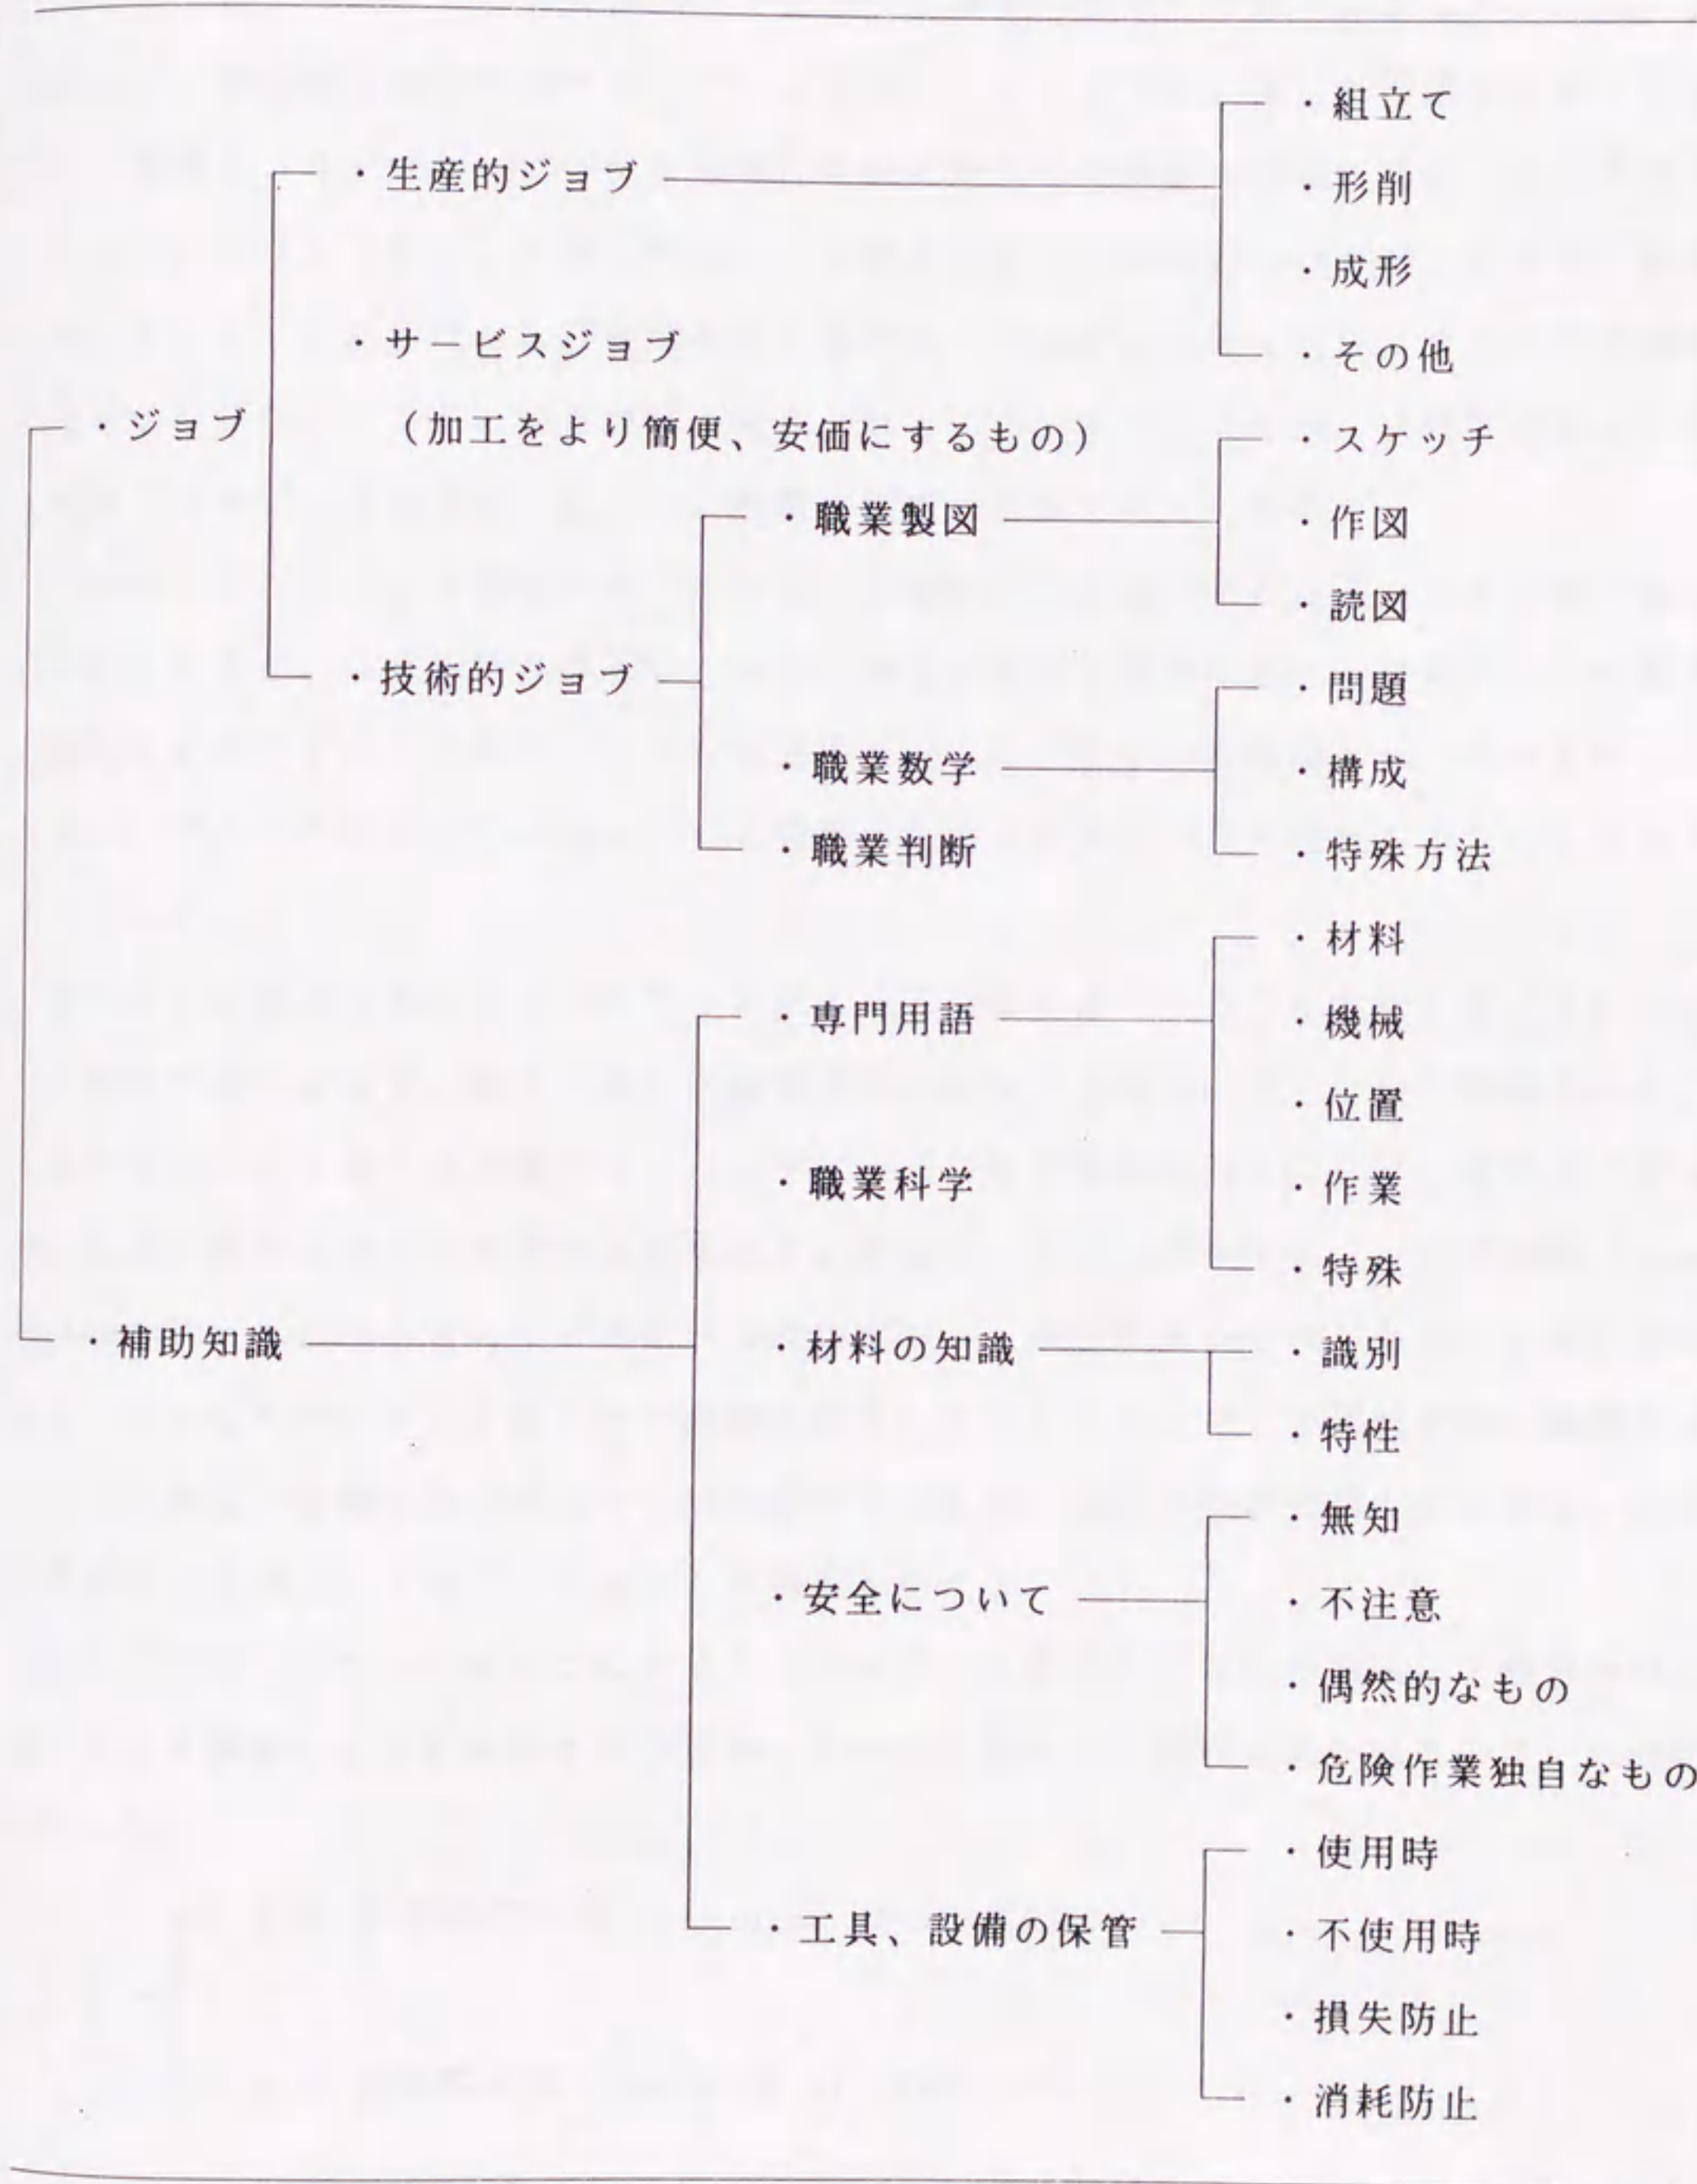 ・組立て
・生産的ジョブ
・形削
・成形
・サービスジョブ
・その他
・ジョブ
（加工をより簡便、安価にするもの）
・スケッチ
・職業製図
・作図
・読図
・技術的ジョブ
・問題
・職業数学
・構成
・職業判断
・特殊方法
・材料
・専門用語
・機械
・位置
・職業科学
・作業
・特殊
・補助知識
・材料の知識
・識別
・特性
・無知
・安全について
・不注意
・偶然的なもの
・危険作業独自なもの
・使用時
・工具、設備の保管
・不使用時
・損失防止
・消耗防止